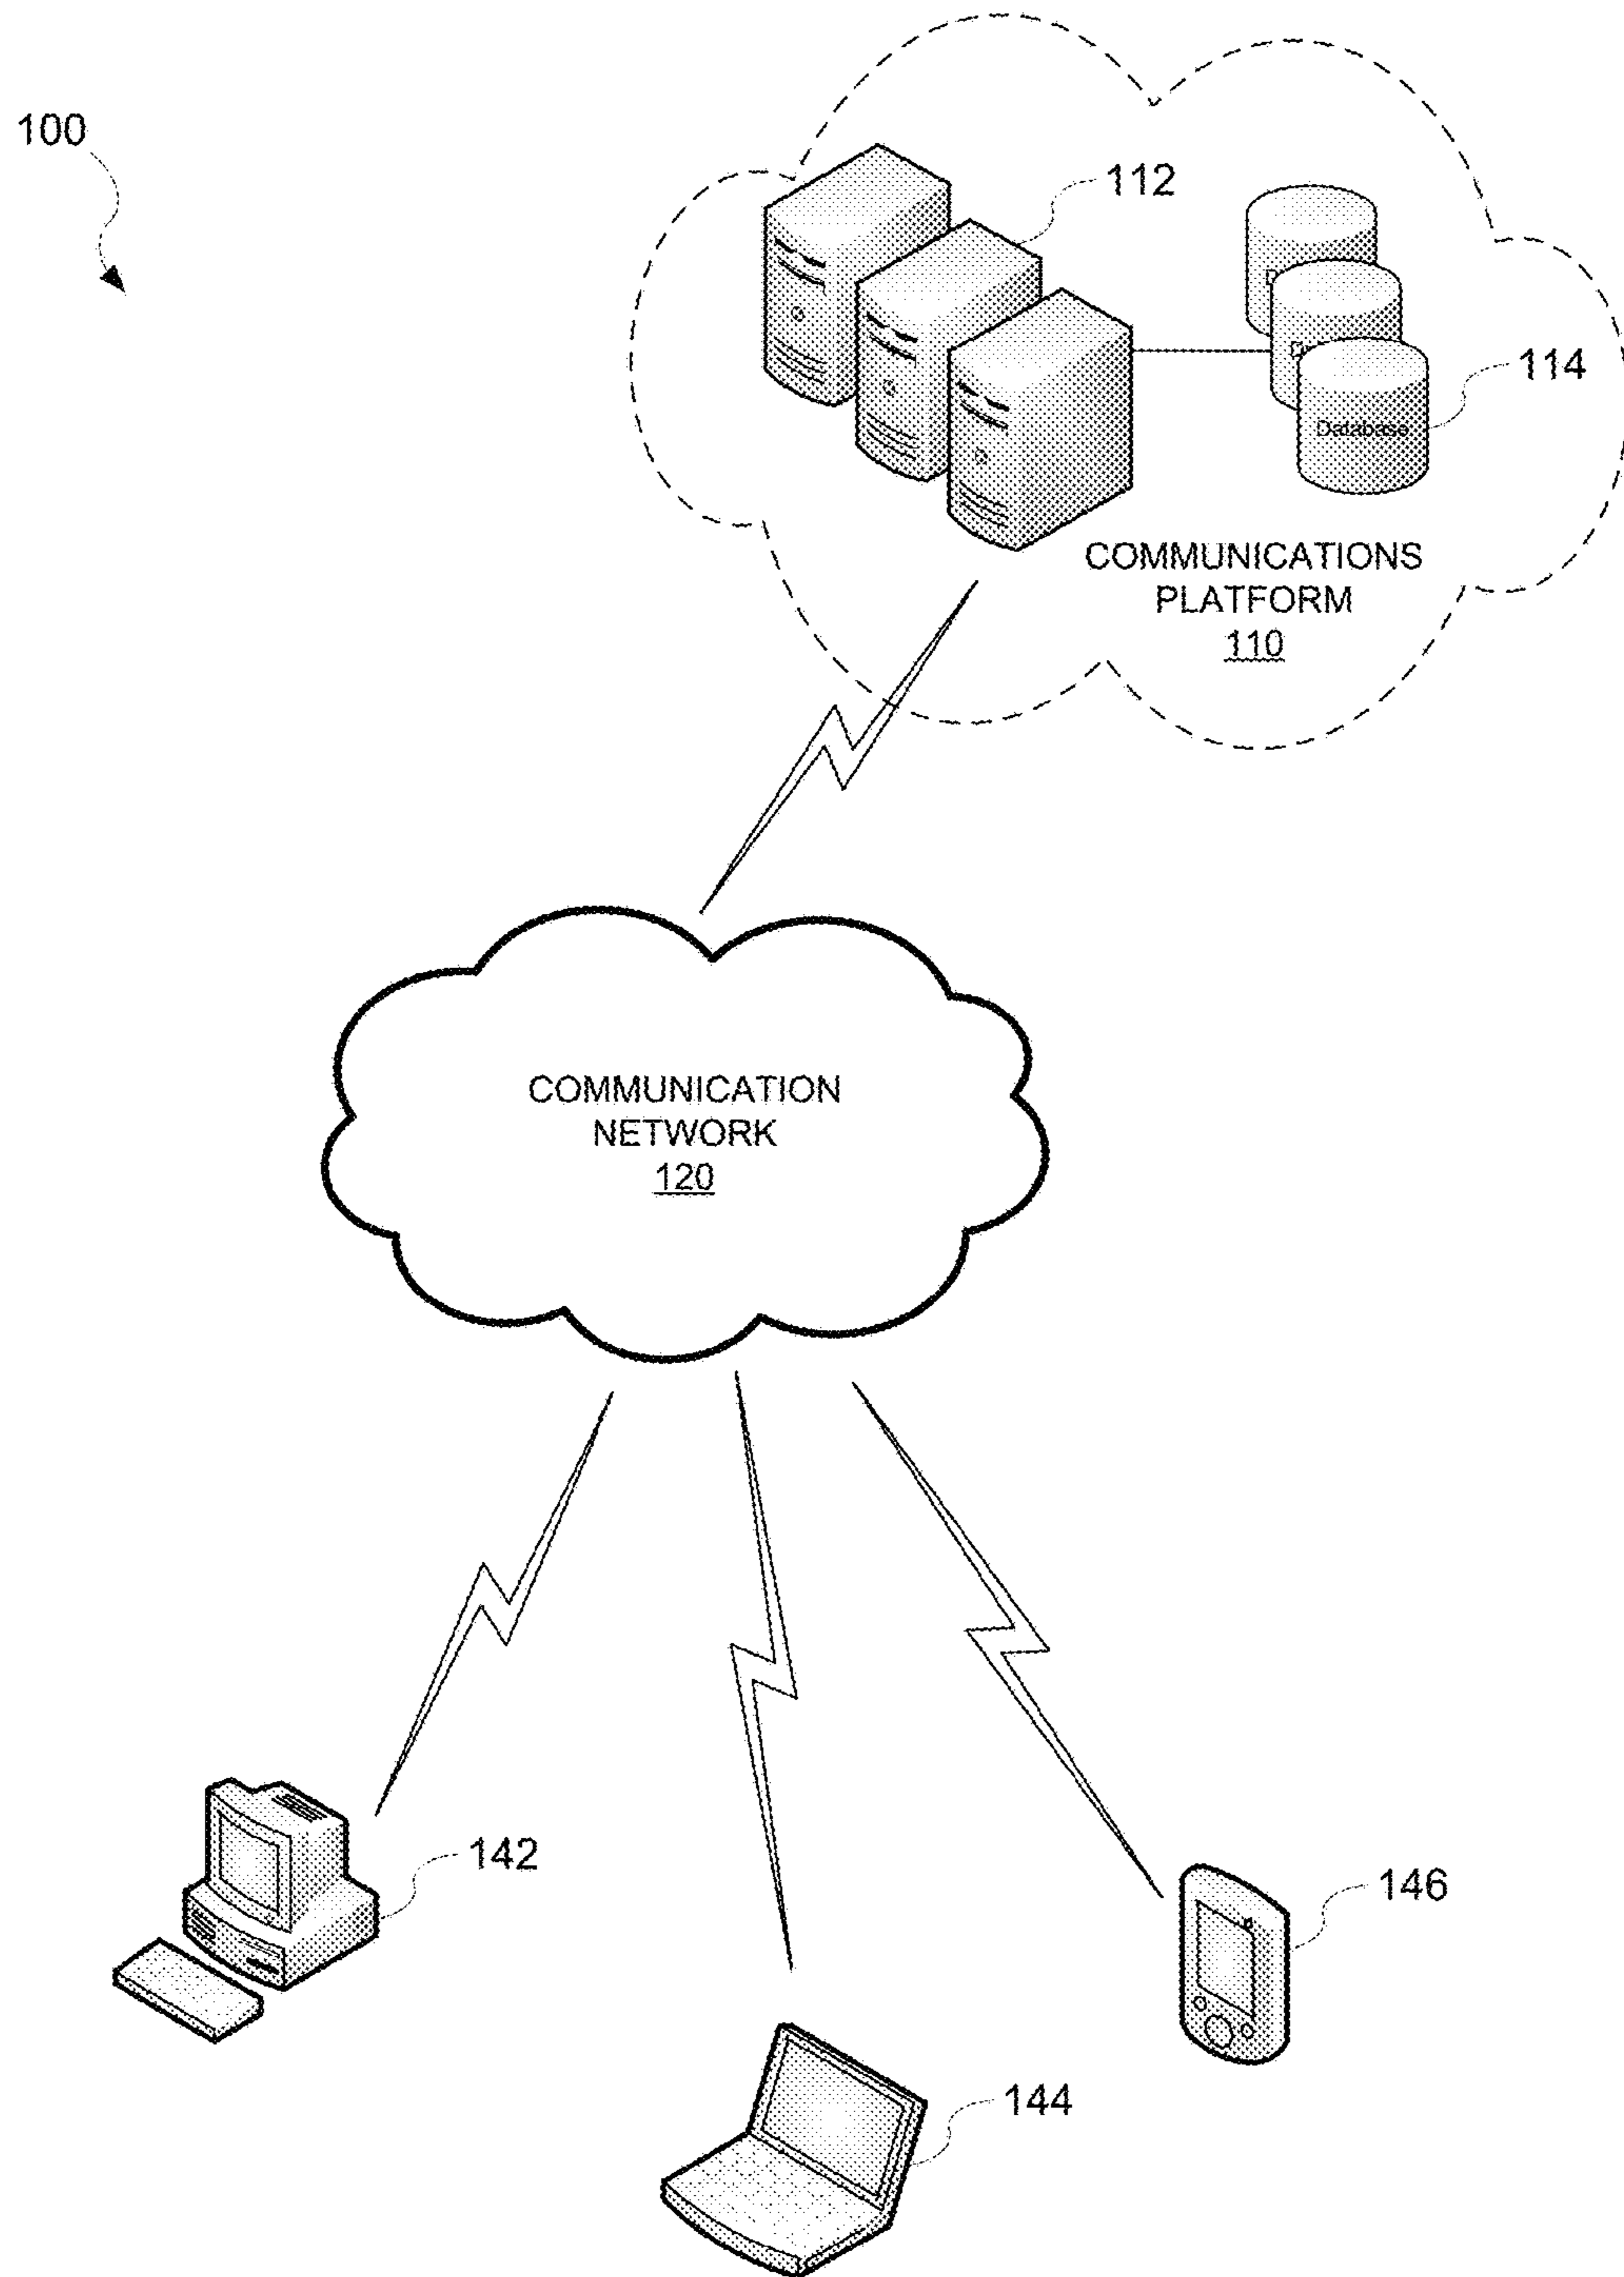 100
112
114
Database
COMMUNICATIONS
PLATFORM
110
COMMUNICATION
NETWORK
120
142
146
144